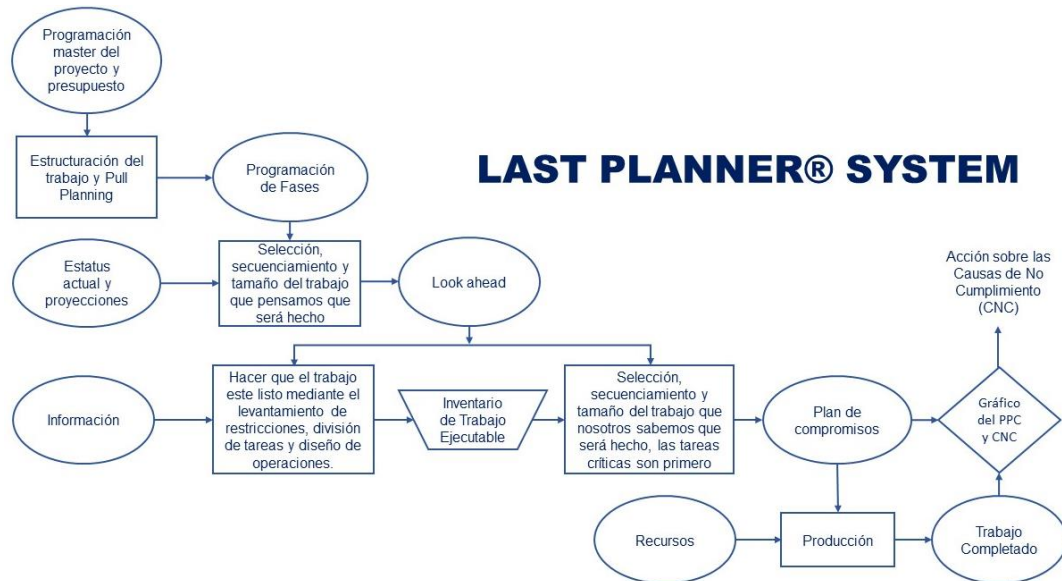 Programación
master del
proyecto y
presupuesto
Estructuración del
trabajo y Pull
Planning
Programación
de Fases
LAST PLANNER® SYSTEM
Estatus
actual y
proyecciones
Selección,
secuenciamiento y
tamaño del trabajo
que pensamos que
será hecho
Look ahead
Acción sobre las
Causas de No
Cumplimiento
(CNC)
Información
Hacer que el trabajo
este listo mediante el
levantamiento de
restricciones, división
de tareas y diseño de
operaciones.
Inventario
de Trabajo
Ejecutable
Selección,
secuenciamiento y
tamaño del trabajo que
nosotros sabemos que
será hecho, las tareas
críticas son primero
Plan de
compromisos
Gráfico
del PPC
y CNC
Recursos
Producción
Trabajo
Completado